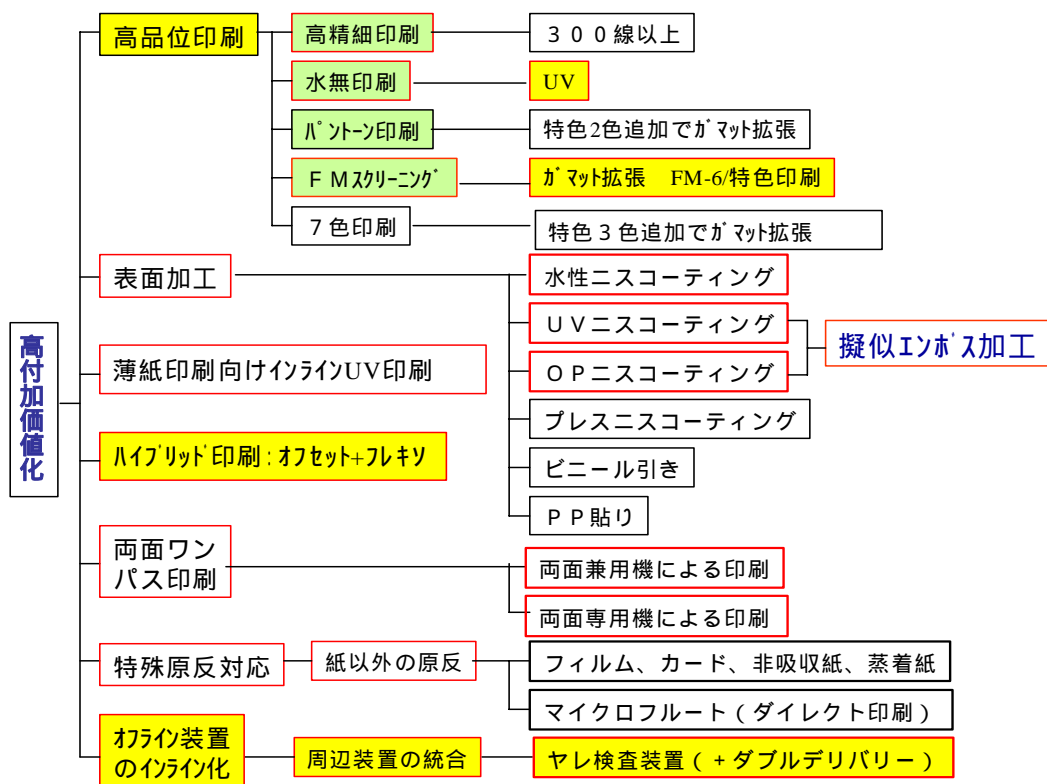 高付加価値化
高品位印刷
高精細印刷
３００線以上
水無印刷
UV
ﾊﾟﾝﾄｰﾝ印刷
特色2色追加でｶﾞﾏｯﾄ拡張
ＦＭｽｸﾘｰﾆﾝｸﾞ
ｶﾞﾏｯﾄ拡張　FM-6/特色印刷
７色印刷
特色３色追加でｶﾞﾏｯﾄ拡張
表面加工
水性ニスコーティング
ＵＶニスコーティング
ＯＰニスコーティング
擬似ｴﾝﾎﾞｽ加工
プレスニスコーティング
ビニール引き
ＰＰ貼り
薄紙印刷向けｲﾝﾗｲﾝUV印刷
ﾊｲﾌﾞﾘｯﾄﾞ印刷：ｵﾌｾｯﾄ+ﾌﾚｷｿ
両面ワン
パス印刷
両面兼用機による印刷
両面専用機による印刷
特殊原反対応
紙以外の原反
フィルム、カード、非吸収紙、蒸着紙
マイクロフルート（ダイレクト印刷）
ｵﾌﾗｲﾝ装置
のｲﾝﾗｲﾝ化
周辺装置の統合
ヤレ検査装置（＋ダブルデリバリー）